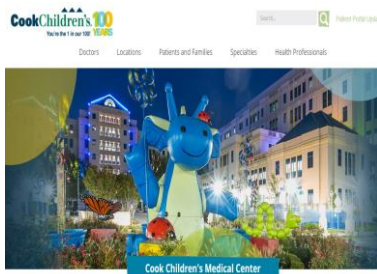 CookChildren's. 100
You're the 1 in our 100! YEARS
Search...
Patient Portal
Doctors Locations Patients and Families Specialties Health Professionals
Cook Children's Medical Center